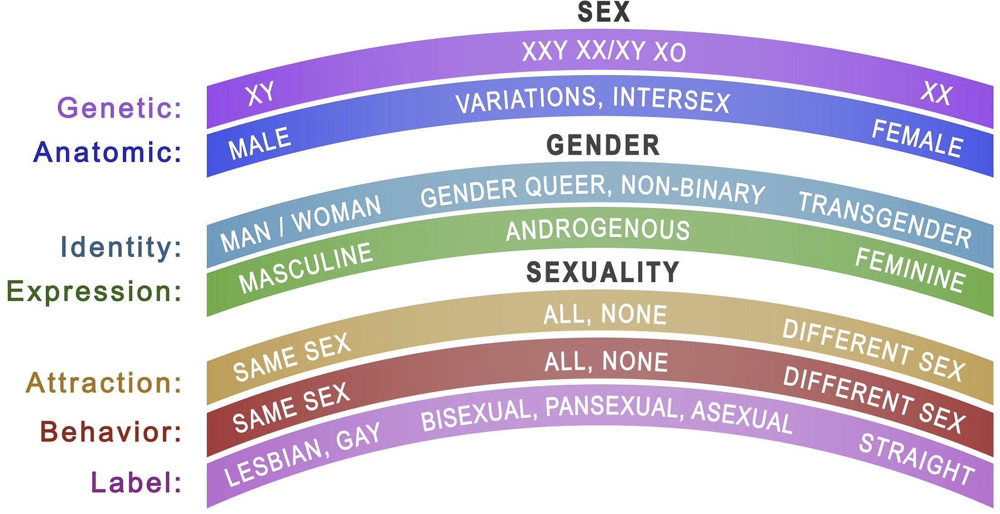 SEX
Genetic: XY XXY XX/XY XO XX
Anatomic: MALE VARIATIONS, INTERSEX FEMALE
GENDER
Identity: MAN / WOMAN GENDER QUEER, NON-BINARY TRANSGENDER
Expression: MASCULINE ANDROGENOUS FEMININE
SEXUALITY
Attraction: SAME SEX ALL, NONE DIFFERENT SEX
Behavior: SAME SEX ALL, NONE DIFFERENT SEX
Label: LESBIAN, GAY BISEXUAL, PANSEXUAL, ASEXUAL STRAIGHT